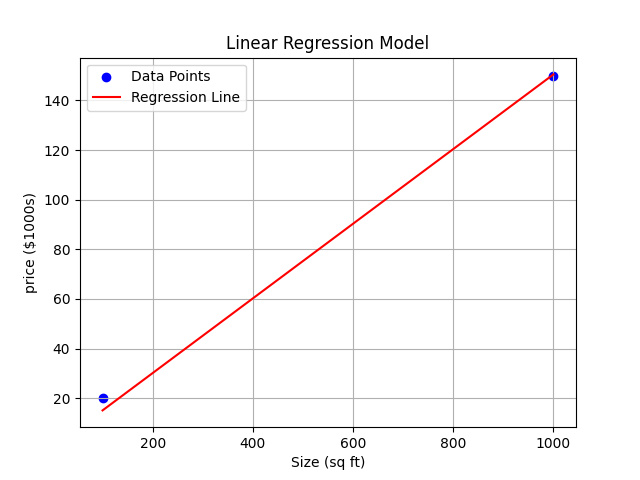 Linear Regression Model
Data Points
Regression Line
price ($1000s)
140
120
100
80
60
40
20
200 400 600 800 1000
Size (sq ft)